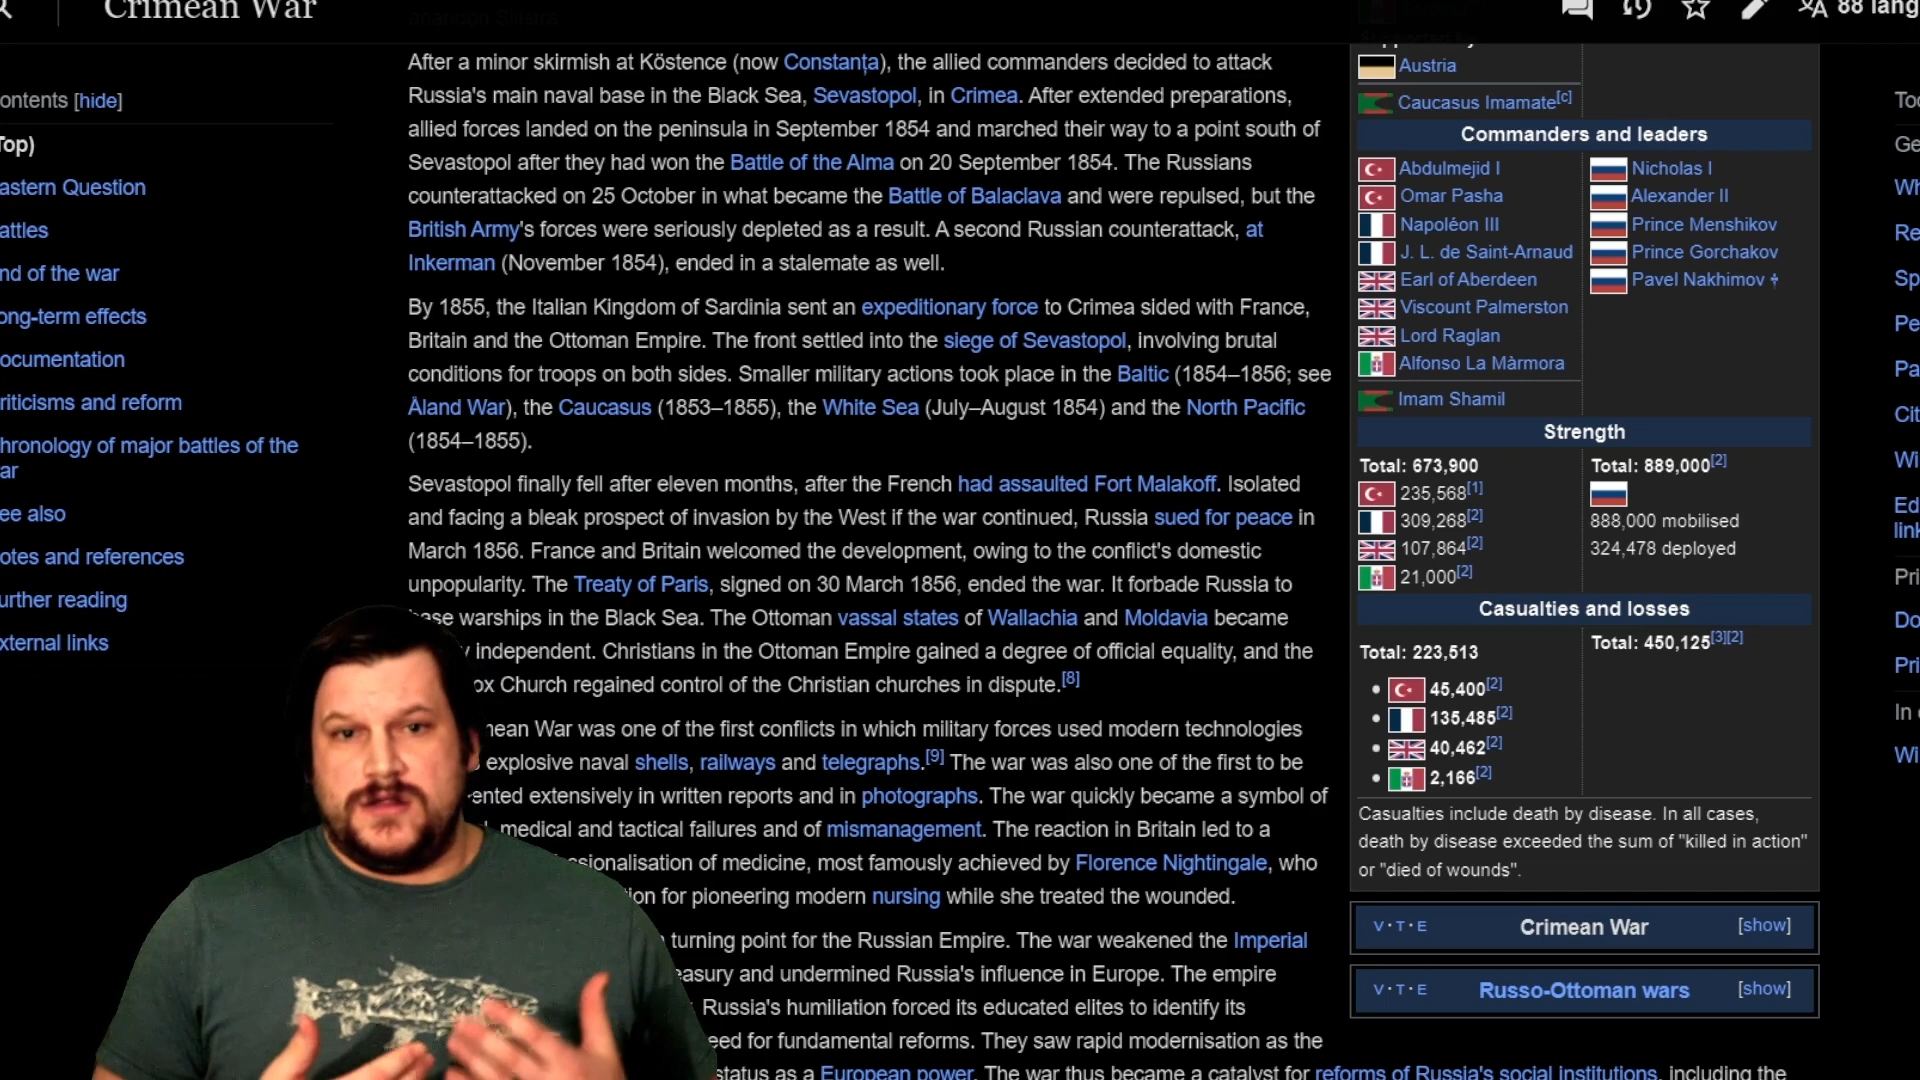 Crimean War
88 lang
ontents [hide]
Top)
astern Question
attles
nd of the war
ong-term effects
ocumentation
riticisms and reform
hronology of major battles of the
ar
ee also
otes and references
urther reading
xternal links
After a minor skirmish at Köstence (now Constanța), the allied commanders decided to attack
Russia's main naval base in the Black Sea, Sevastopol, in Crimea. After extended preparations,
allied forces landed on the peninsula in September 1854 and marched their way to a point south of
Sevastopol after they had won the Battle of the Alma on 20 September 1854. The Russians
counterattacked on 25 October in what became the Battle of Balaclava and were repulsed, but the
British Army's forces were seriously depleted as a result. A second Russian counterattack, at
Inkerman (November 1854), ended in a stalemate as well.
By 1855, the Italian Kingdom of Sardinia sent an expeditionary force to Crimea sided with France,
Britain and the Ottoman Empire. The front settled into the siege of Sevastopol, involving brutal
conditions for troops on both sides. Smaller military actions took place in the Baltic (1854–1856; see
Åland War), the Caucasus (1853–1855), the White Sea (July–August 1854) and the North Pacific
(1854–1855).
Sevastopol finally fell after eleven months, after the French had assaulted Fort Malakoff. Isolated
and facing a bleak prospect of invasion by the West if the war continued, Russia sued for peace in
March 1856. France and Britain welcomed the development, owing to the conflict's domestic
unpopularity. The Treaty of Paris, signed on 30 March 1856, ended the war. It forbade Russia to
base warships in the Black Sea. The Ottoman vassal states of Wallachia and Moldavia became
y independent. Christians in the Ottoman Empire gained a degree of official equality, and the
ox Church regained control of the Christian churches in dispute.[8]
mean War was one of the first conflicts in which military forces used modern technologies
s explosive naval shells, railways and telegraphs.[9] The war was also one of the first to be
ented extensively in written reports and in photographs. The war quickly became a symbol of
medical and tactical failures and of mismanagement. The reaction in Britain led to a
sionalisation of medicine, most famously achieved by Florence Nightingale, who
ion for pioneering modern nursing while she treated the wounded.
turning point for the Russian Empire. The war weakened the Imperial
easury and undermined Russia's influence in Europe. The empire
Russia's humiliation forced its educated elites to identify its
eed for fundamental reforms. They saw rapid modernisation as the
status as a European power. The war thus became a catalyst for reforms of Russia's social institutions, including the
Austria
Caucasus Imamate[c]
Commanders and leaders
Abdulmejid I
Omar Pasha
Napoléon III
J. L. de Saint-Arnaud
Earl of Aberdeen
Viscount Palmerston
Lord Raglan
Alfonso La Màrmora
Imam Shamil
Nicholas I
Alexander II
Prince Menshikov
Prince Gorchakov
Pavel Nakhimov †
Strength
Total: 673,900
235,568[1]
309,268[2]
107,864[2]
21,000[2]
Total: 889,000[2]
888,000 mobilised
324,478 deployed
Casualties and losses
Total: 223,513
45,400[2]
135,485[2]
40,462[2]
2,166[2]
Total: 450,125[3][2]
Casualties include death by disease. In all cases,
death by disease exceeded the sum of "killed in action"
or "died of wounds".
V·T·E Crimean War [show]
V·T·E Russo-Ottoman wars [show]
Too
Ge
Wh
Re
Sp
Pe
Pa
Cit
Wi
Ed
link
Pri
Do
Pri
In o
Wi